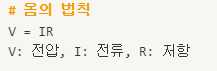 # 옴의 법칙
V = IR
V: 전압, I: 전류, R: 저항